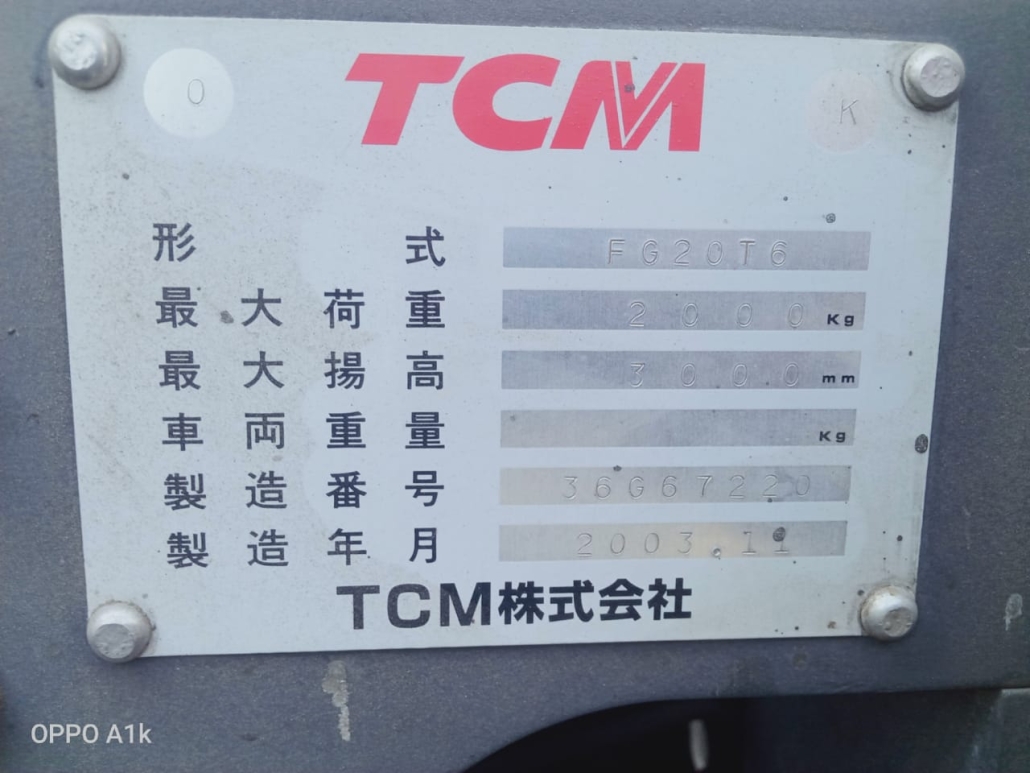 O
TCM
K
形式 FG20T6
最大荷重 2000 Kg
最大揚高 3000 mm
車両重量 Kg
製造番号 36G67220
製造年月 2003.11
TCM株式会社
OPPO A1k